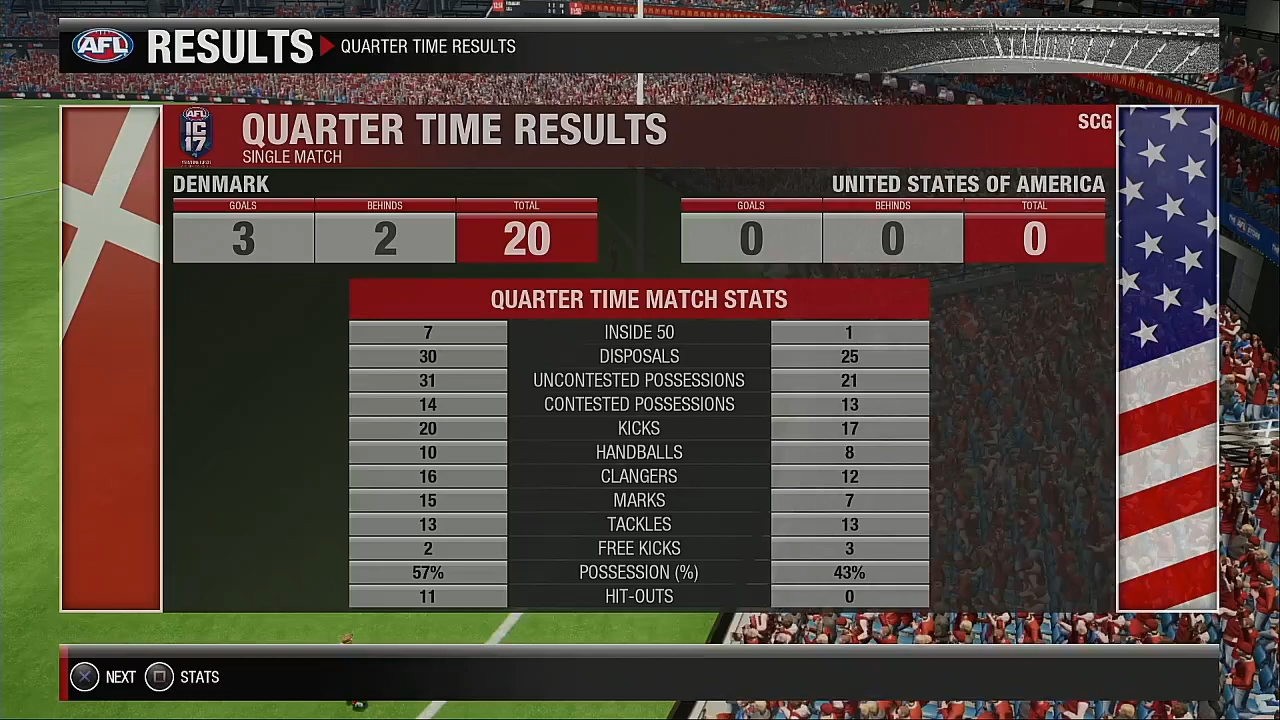 AFL RESULTS QUARTER TIME RESULTS
AFL
IC
17
QUARTER TIME RESULTS
SINGLE MATCH
SCG
DENMARK
UNITED STATES OF AMERICA
GOALS BEHINDS TOTAL
GOALS BEHINDS TOTAL
3 2 20
0 0 0
QUARTER TIME MATCH STATS
7 INSIDE 50 1
30 DISPOSALS 25
31 UNCONTESTED POSSESSIONS 21
14 CONTESTED POSSESSIONS 13
20 KICKS 17
10 HANDBALLS 8
16 CLANGERS 12
15 MARKS 7
13 TACKLES 13
2 FREE KICKS 3
57% POSSESSION (%) 43%
11 HIT-OUTS 0
NEXT STATS